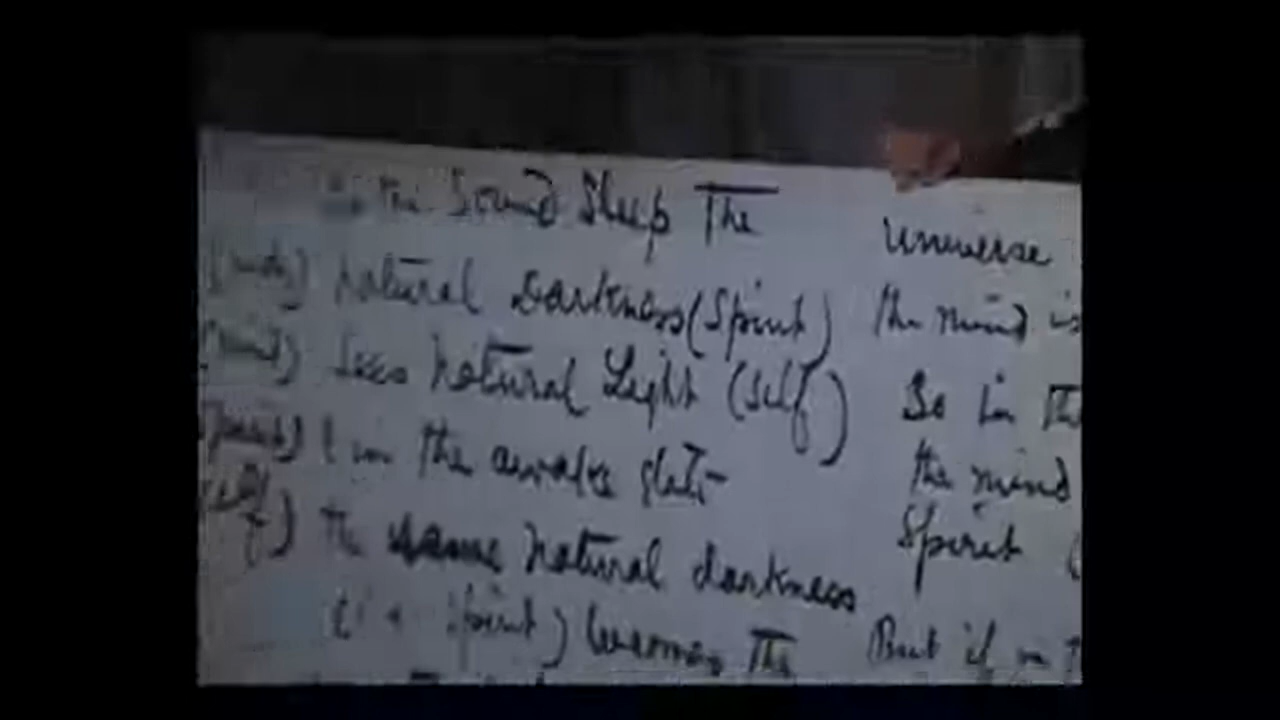 the Sound Sleep The
natural Darkness (Spirit)
sees natural Light (Self)
in the awake state
the same natural darkness
Spirit) becomes the
universe
the mind is
So in
the mind
Spirit (
But if in